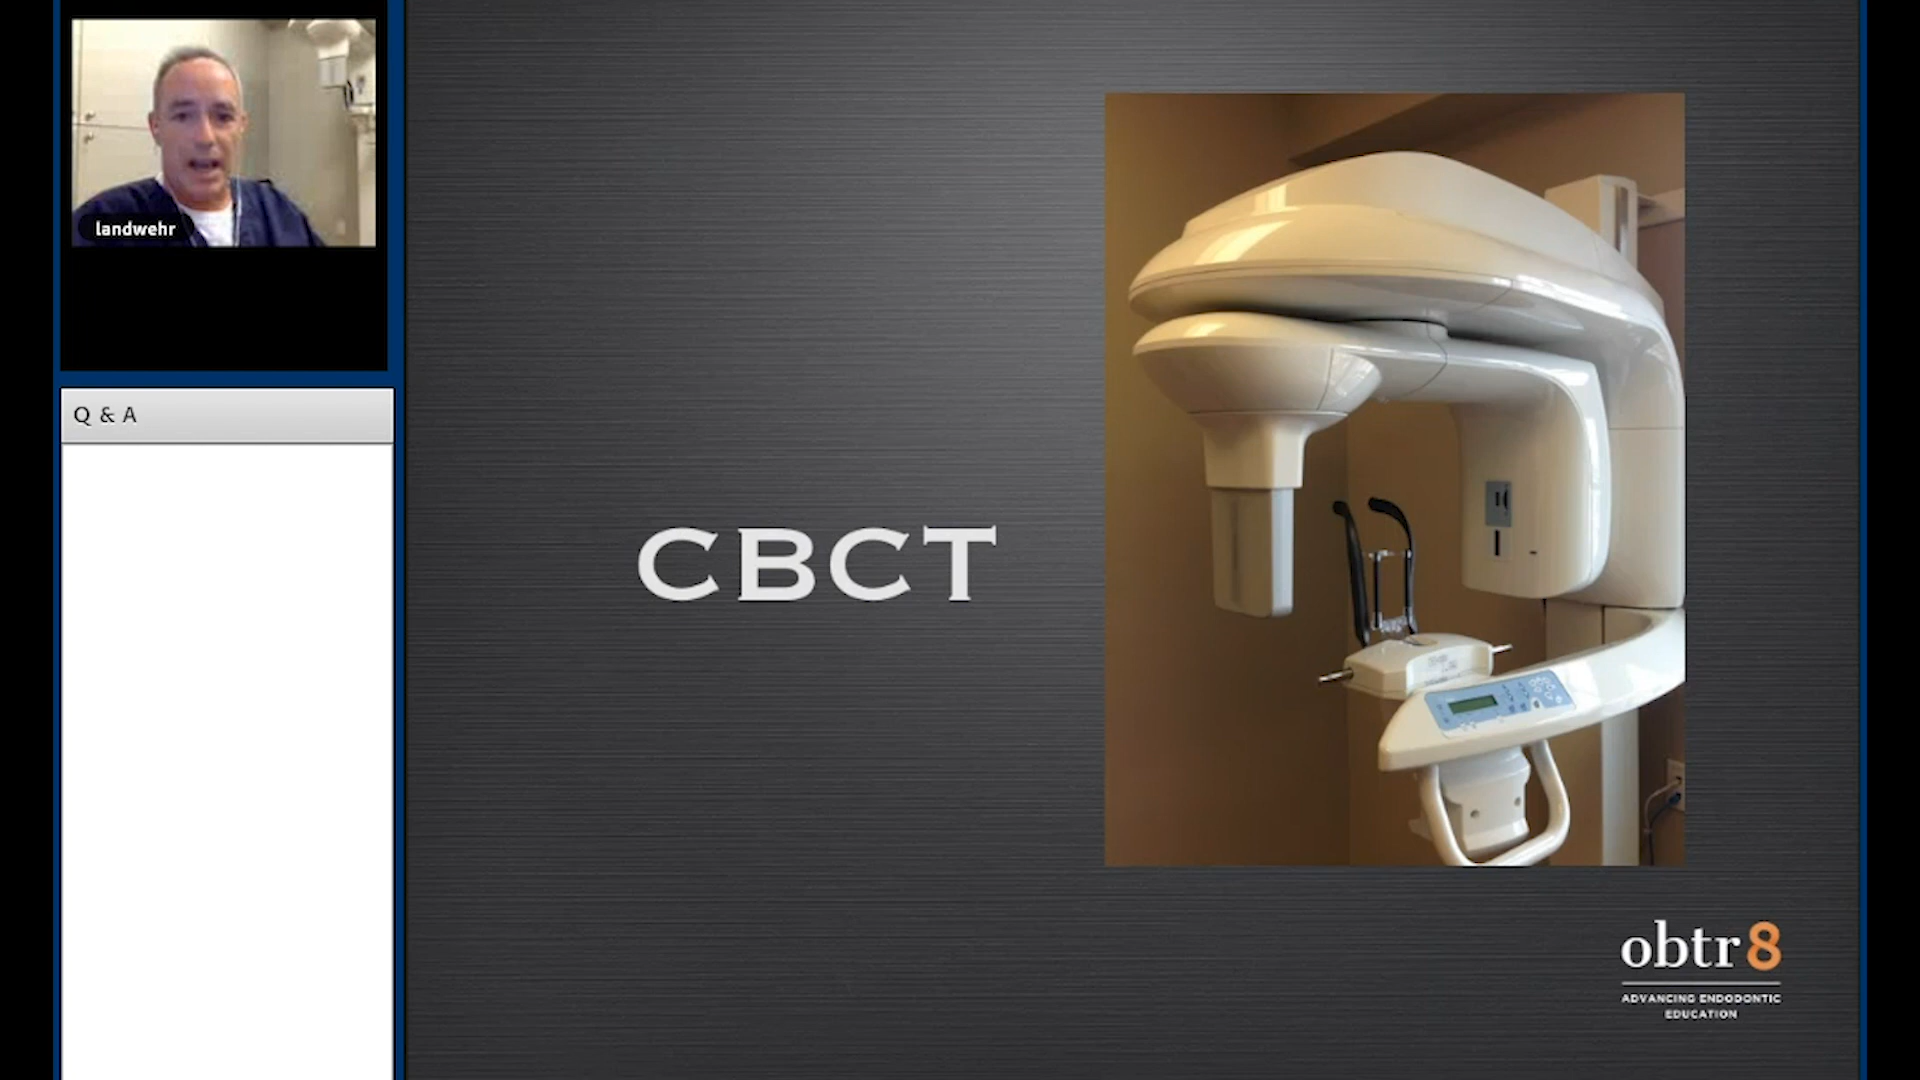 landwehr
Q & A
CBCT
obtr8
ADVANCING ENDODONTIC
EDUCATION